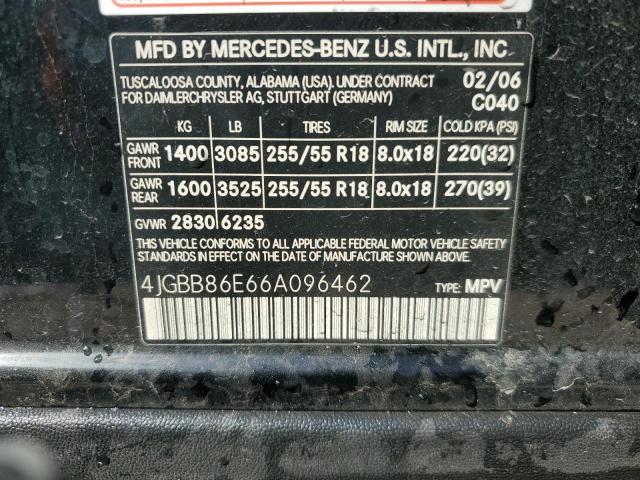 MFD BY MERCEDES-BENZ U.S. INTL., INC
TUSCALOOSA COUNTY, ALABAMA (USA). UNDER CONTRACT 02/06
FOR DAIMLERCHRYSLER AG, STUTTGART (GERMANY) C040
KG LB TIRES RIM SIZE COLD KPA (PSI)
GAWR FRONT 1400 3085 255/55 R18 8.0x18 220(32)
GAWR REAR 1600 3525 255/55 R18 8.0x18 270(39)
GVWR 2830 6235
THIS VEHICLE CONFORMS TO ALL APPLICABLE FEDERAL MOTOR VEHICLE SAFETY
STANDARDS IN EFFECT ON THE DATE OF MANUFACTURE SHOWN ABOVE.
4JGBB86E66A096462 TYPE: MPV